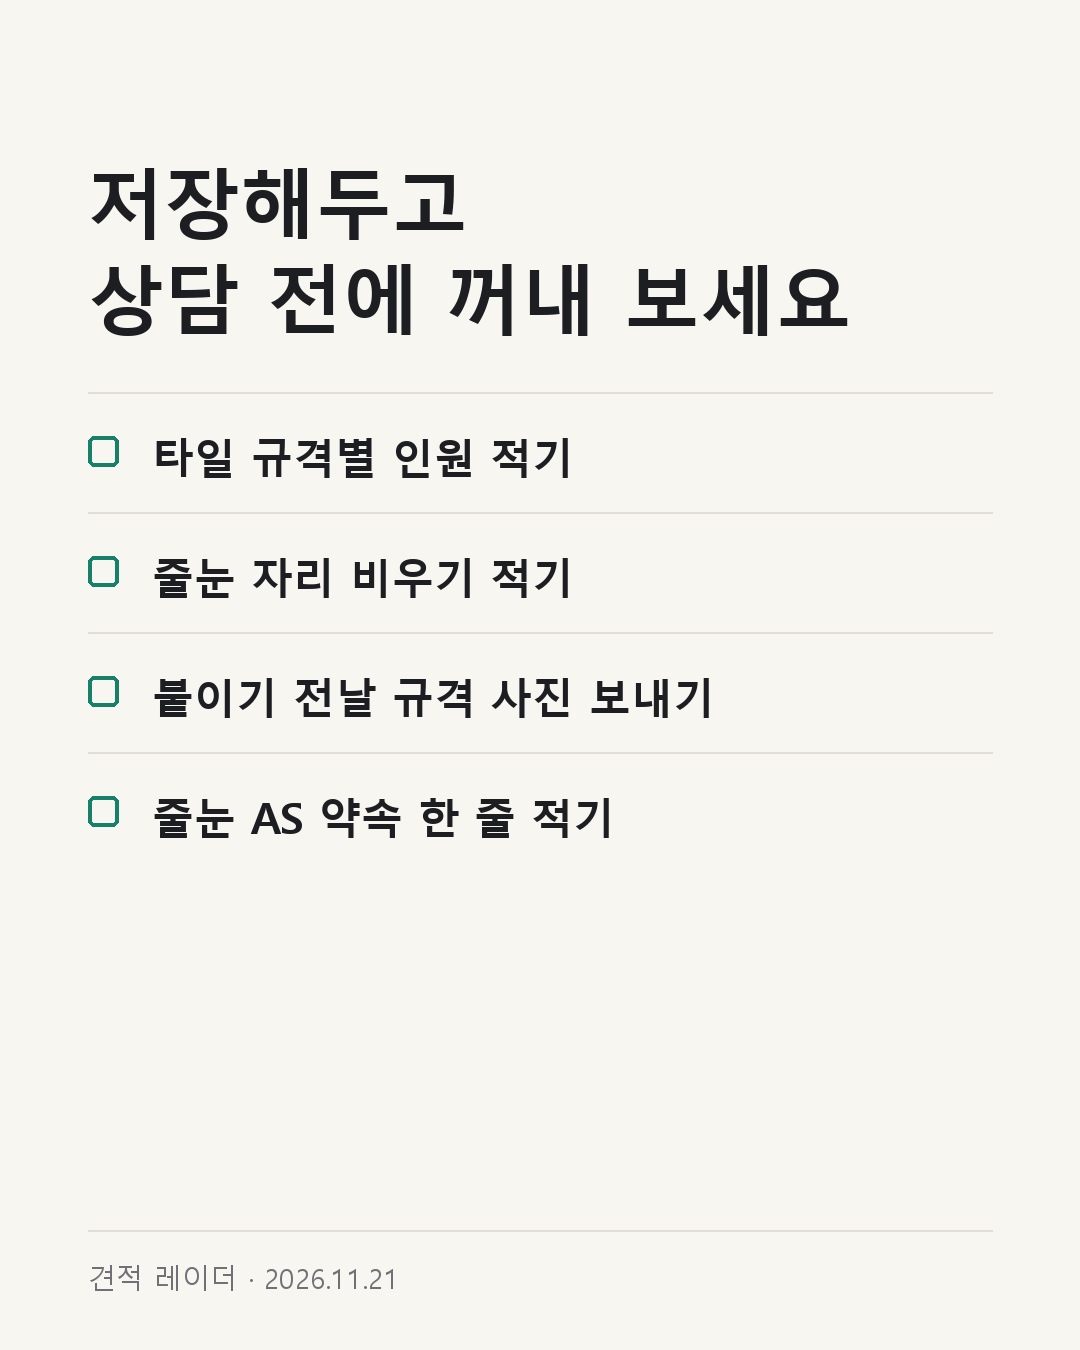 저장해두고
상담 전에 꺼내 보세요
타일 규격별 인원 적기
줄눈 자리 비우기 적기
붙이기 전날 규격 사진 보내기
줄눈 AS 약속 한 줄 적기
견적 레이더 · 2026.11.21